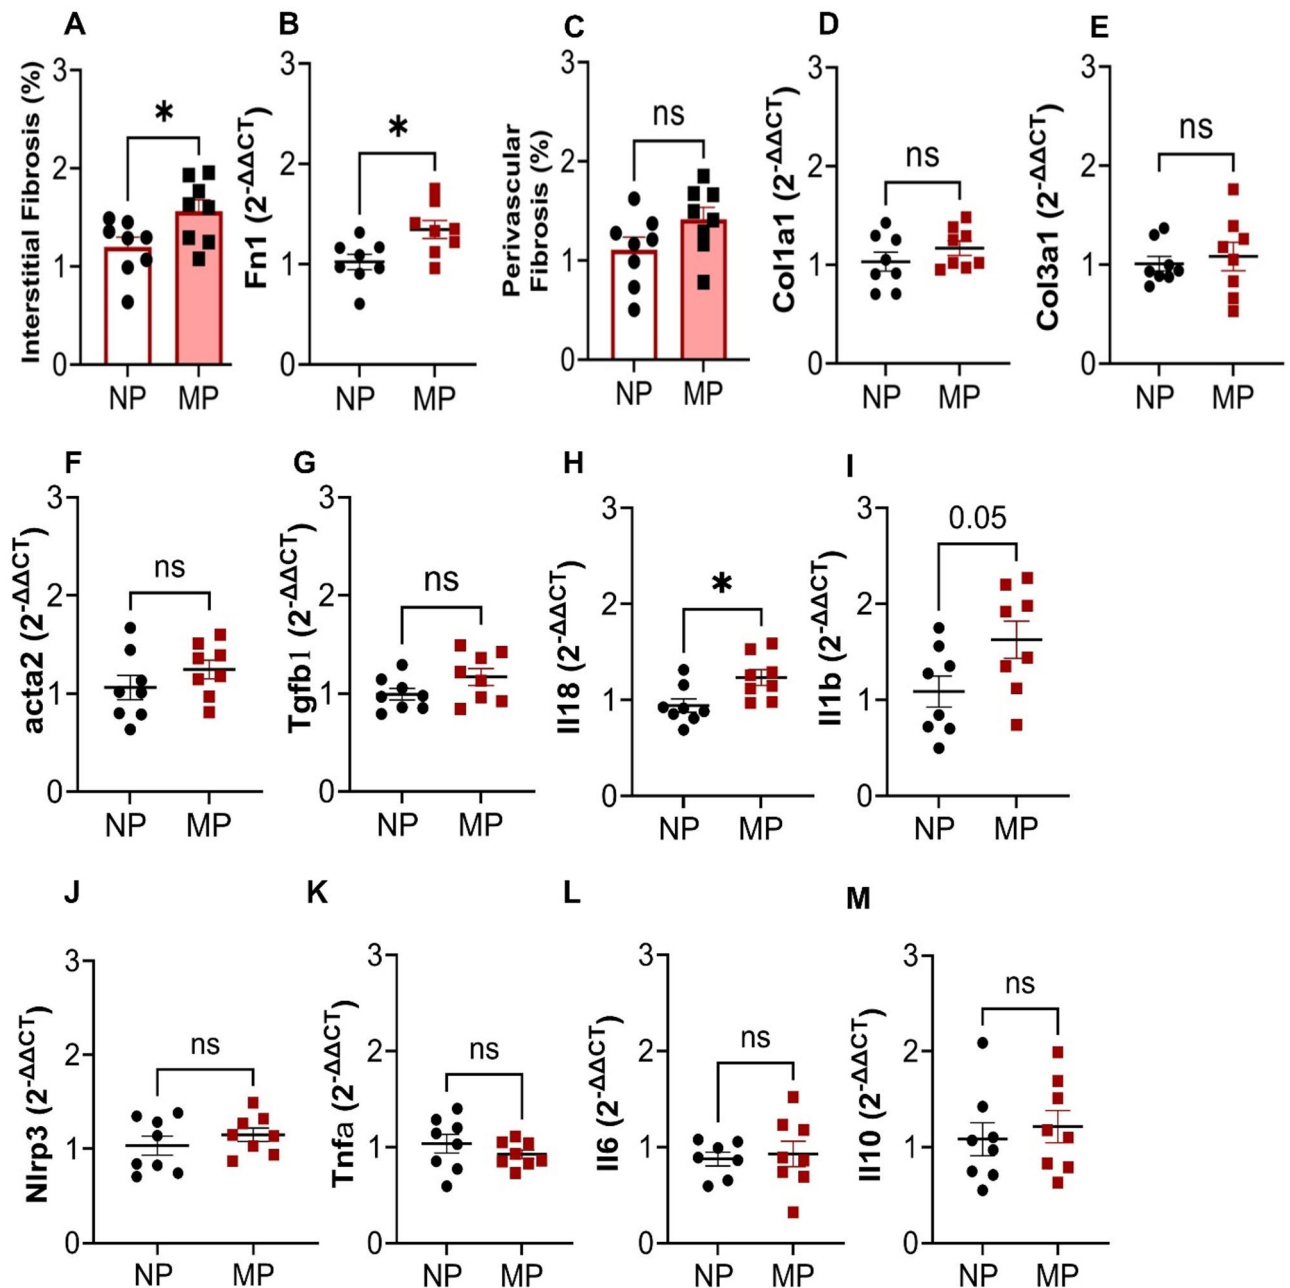 A
Interstitial Fibrosis (%)
3
2
1
0
*
NP MP
B
Fn1 (2^-ΔΔCT)
3
2
1
0
*
NP MP
C
Perivascular
Fibrosis (%)
3
2
1
0
ns
NP MP
D
Col1a1 (2^-ΔΔCT)
3
2
1
0
ns
NP MP
E
Col3a1 (2^-ΔΔCT)
3
2
1
0
ns
NP MP
F
acta2 (2^-ΔΔCT)
3
2
1
0
ns
NP MP
G
Tgfb1 (2^-ΔΔCT)
3
2
1
0
ns
NP MP
H
Il18 (2^-ΔΔCT)
3
2
1
0
*
NP MP
I
Il1b (2^-ΔΔCT)
3
2
1
0
0.05
NP MP
J
Nlrp3 (2^-ΔΔCT)
3
2
1
0
ns
NP MP
K
Tnfa (2^-ΔΔCT)
3
2
1
0
ns
NP MP
L
Il6 (2^-ΔΔCT)
3
2
1
0
ns
NP MP
M
Il10 (2^-ΔΔCT)
3
2
1
0
ns
NP MP